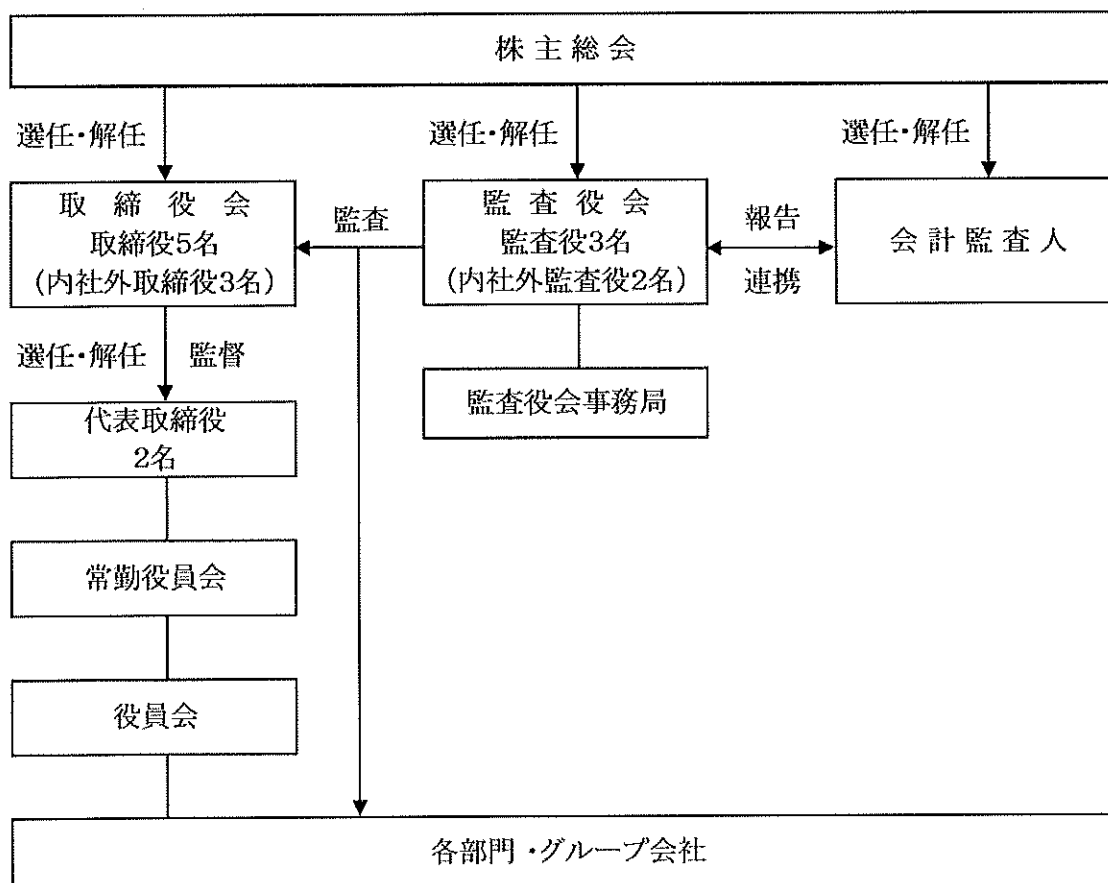 株主総会
選任・解任
選任・解任
選任・解任
取締役会
取締役5名
(内社外取締役3名)
監査
監査役会
監査役3名
(内社外監査役2名)
報告
連携
会計監査人
選任・解任
監督
監査役会事務局
代表取締役
2名
常勤役員会
役員会
各部門・グループ会社